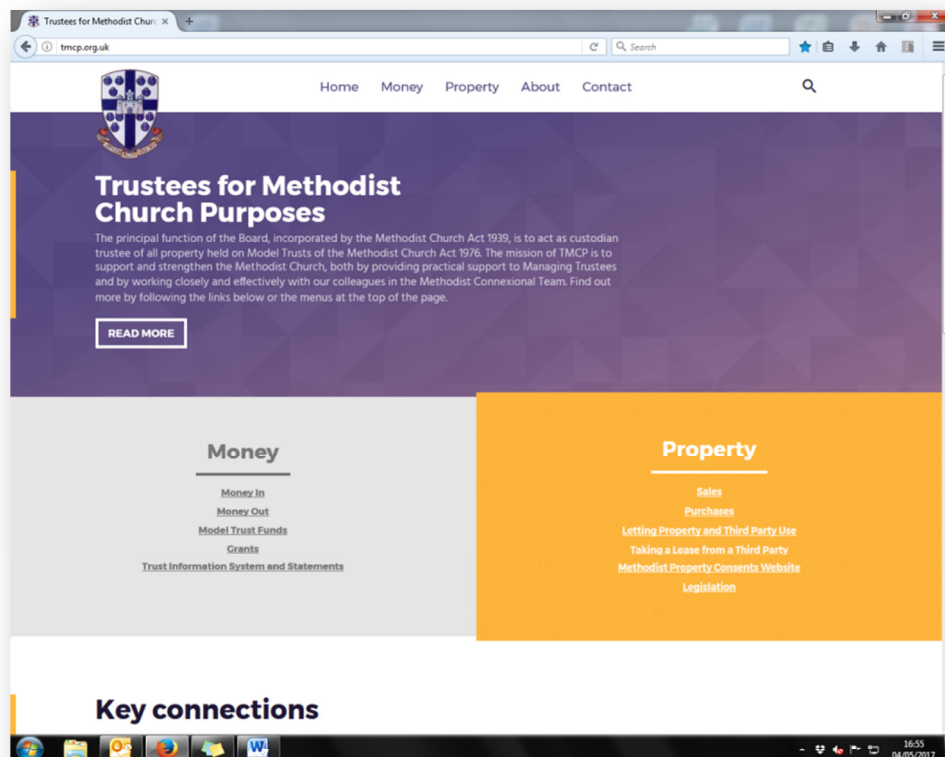 Trustees for Methodist Churc
tmcp.org.uk
Search
Home Money Property About Contact
Trustees for Methodist
Church Purposes
The principal function of the Board, incorporated by the Methodist Church Act 1939, is to act as custodian
trustee of all property held on Model Trusts of the Methodist Church Act 1976. The mission of TMCP is to
support and strengthen the Methodist Church, both by providing practical support to Managing Trustees
and by working closely and effectively with our colleagues in the Methodist Connexional Team. Find out
more by following the links below or the menus at the top of the page.
READ MORE
Money
Money In
Money Out
Model Trust Funds
Grants
Trust Information System and Statements
Property
Sales
Purchases
Letting Property and Third Party Use
Taking a Lease from a Third Party
Methodist Property Consents Website
Legislation
Key connections
16:55
04/05/2017